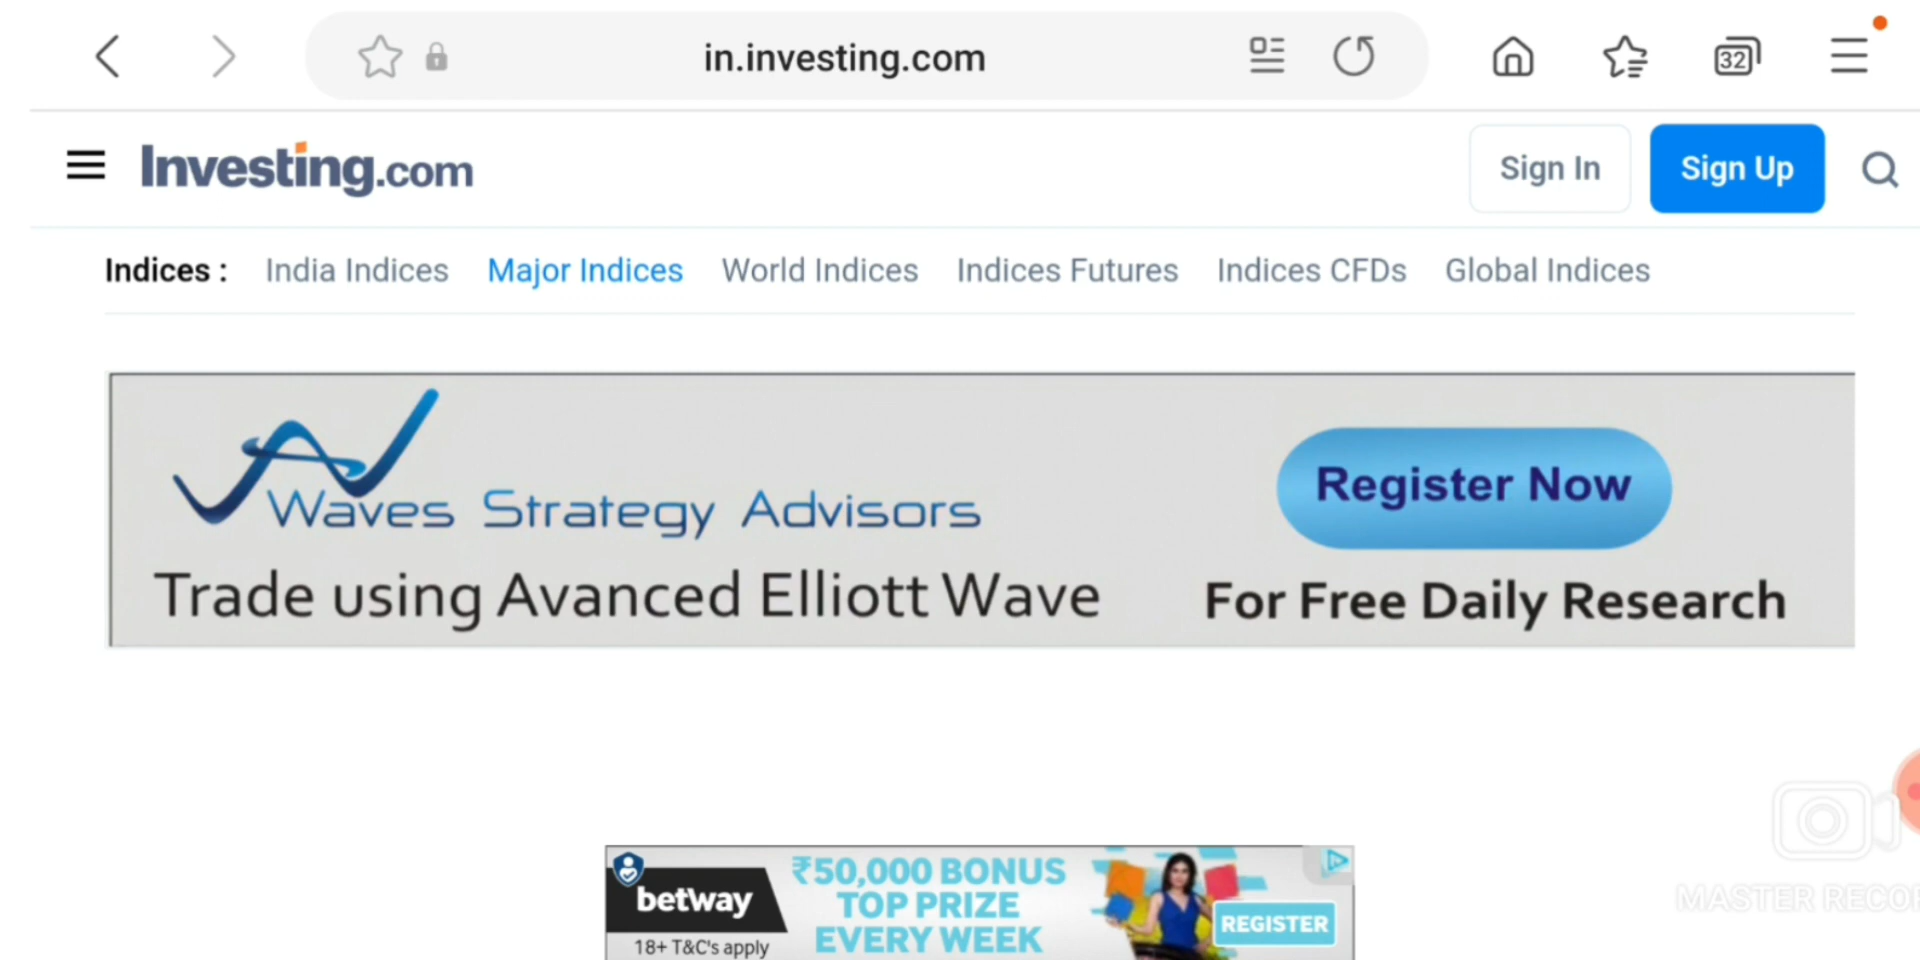 in.investing.com
32
Investing.com
Sign In
Sign Up
Indices : India Indices Major Indices World Indices Indices Futures Indices CFDs Global Indices
Waves Strategy Advisors
Register Now
Trade using Avanced Elliott Wave
For Free Daily Research
betway
18+ T&C's apply
₹50,000 BONUS
TOP PRIZE
EVERY WEEK
REGISTER
MASTER RECO